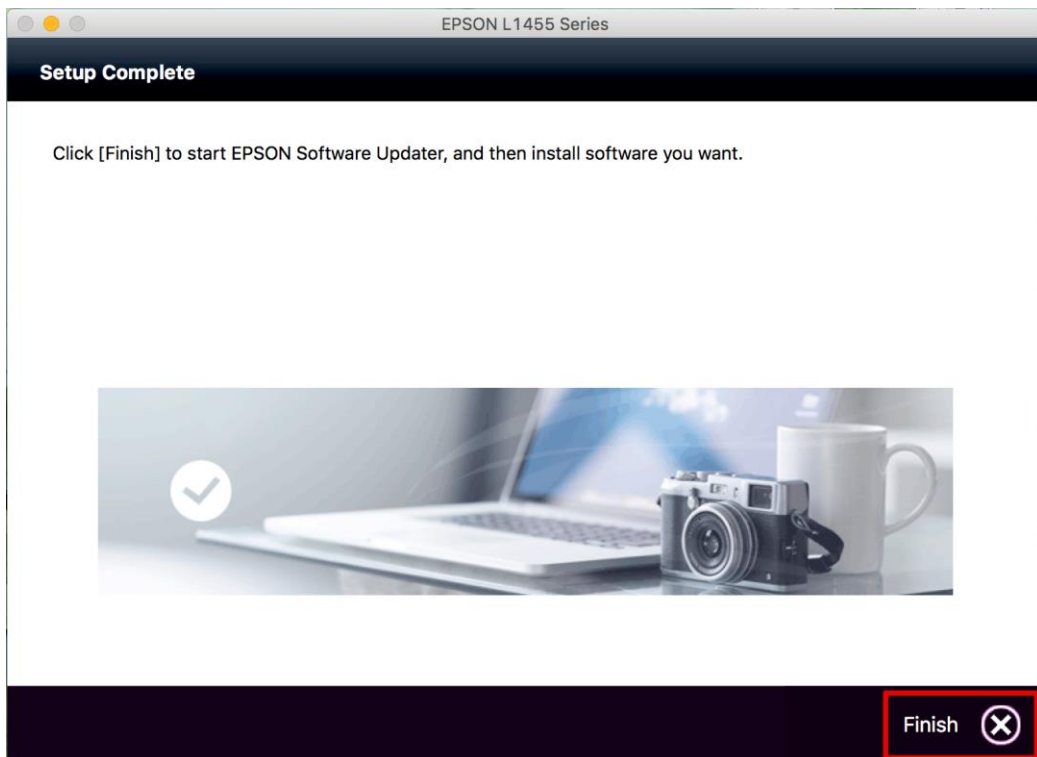 EPSON L1455 Series
Setup Complete
Click [Finish] to start EPSON Software Updater, and then install software you want.
Finish